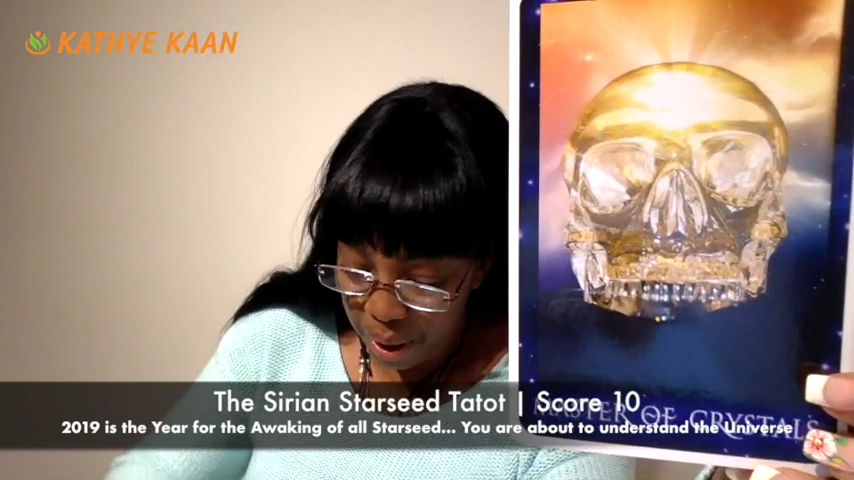 KATHYE KAAN
The Sirian Starseed Tatot | Score 10
MASTER OF CRYSTALS
2019 is the Year for the Awaking of all Starseed... You are about to understand the Universe